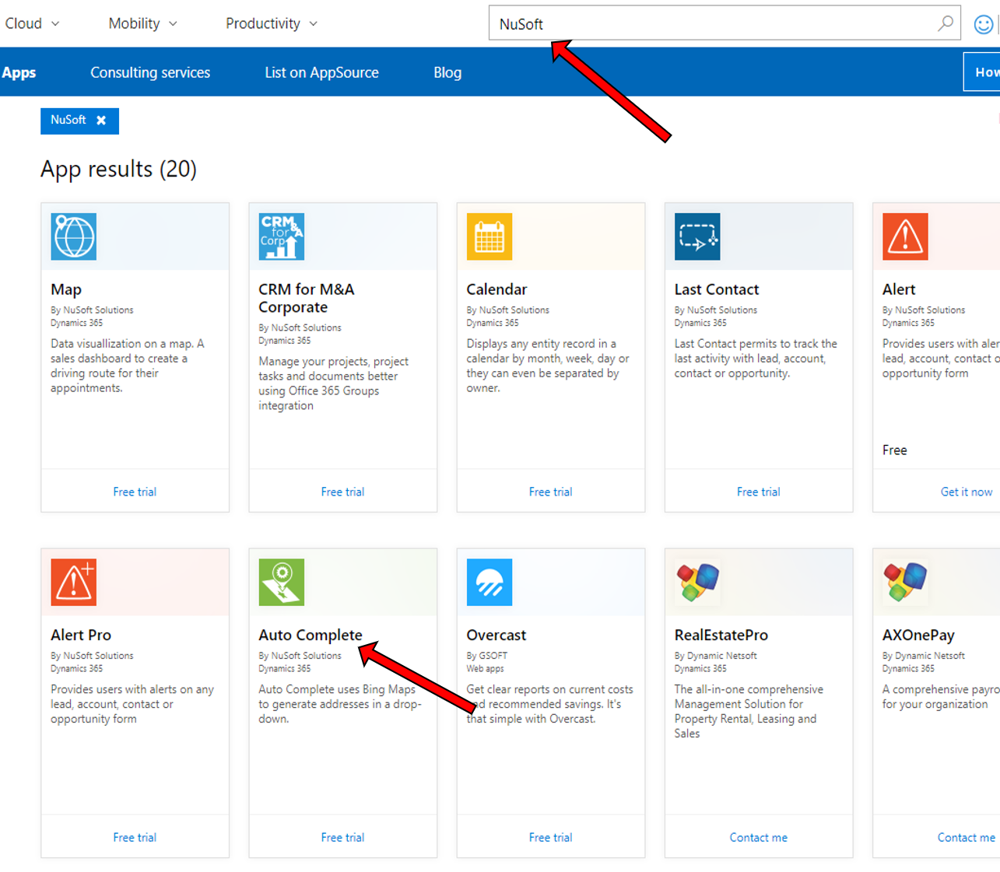 Cloud Mobility Productivity NuSoft
Apps Consulting services List on AppSource Blog How
NuSoft
App results (20)
Map
By NuSoft Solutions
Dynamics 365
Data visuallization on a map. A
sales dashboard to create a
driving route for their
appointments.
Free trial
CRM
M&A
for
Corp
CRM for M&A
Corporate
By NuSoft Solutions
Dynamics 365
Manage your projects, project
tasks and documents better
using Office 365 Groups
integration
Free trial
Calendar
By NuSoft Solutions
Dynamics 365
Displays any entity record in a
calendar by month, week, day or
they can even be separated by
owner.
Free trial
Last Contact
By NuSoft Solutions
Dynamics 365
Last Contact permits to track the
last activity with lead, account,
contact or opportunity.
Free trial
Alert
By NuSoft Solutions
Dynamics 365
Provides users with aler
lead, account, contact o
opportunity form
Free
Get it now
Alert Pro
By NuSoft Solutions
Dynamics 365
Provides users with alerts on any
lead, account, contact or
opportunity form
Free trial
Auto Complete
By NuSoft Solutions
Dynamics 365
Auto Complete uses Bing Maps
to generate addresses in a drop-
down.
Free trial
Overcast
By GSOFT
Web apps
Get clear reports on current costs
and recommended savings. It's
that simple with Overcast.
Free trial
RealEstatePro
By Dynamic Netsoft
Dynamics 365
The all-in-one comprehensive
Management Solution for
Property Rental, Leasing and
Sales
Contact me
AXOnePay
By Dynamic Netsoft
Dynamics 365
A comprehensive payro
for your organization
Contact me